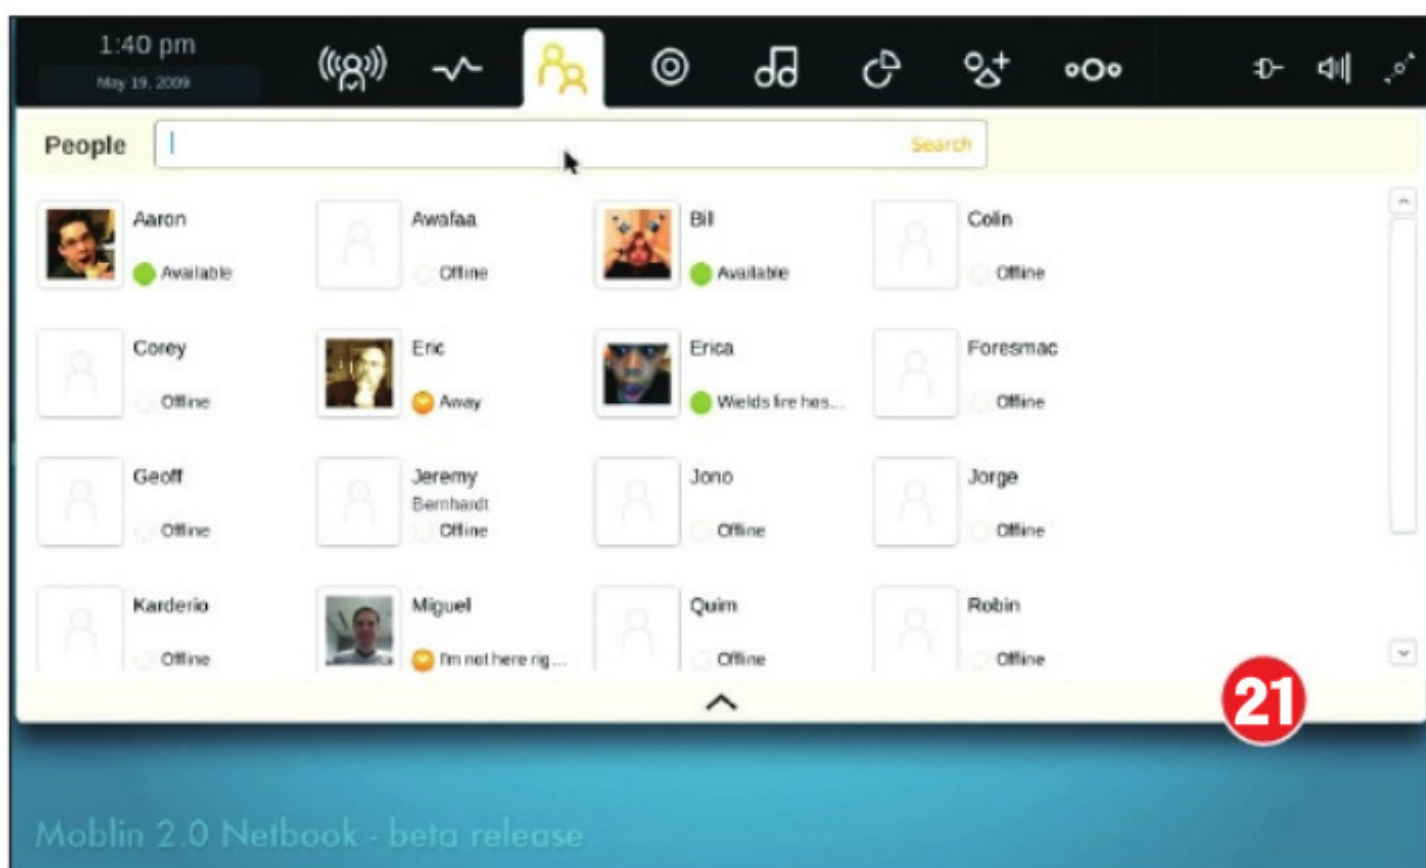 1:40 pm
May 19, 2009
People
Search
Aaron
Available
Awafaa
Offline
Bill
Available
Colin
Offline
Corey
Offline
Eric
Away
Erica
Wields fire hos...
Foresmac
Offline
Geoff
Offline
Jeremy
Bernhardt
Offline
Jono
Offline
Jorge
Offline
Karderio
Offline
Miguel
I'm not here rig...
Quim
Offline
Robin
Offline
21
Moblin 2.0 Netbook - beta release